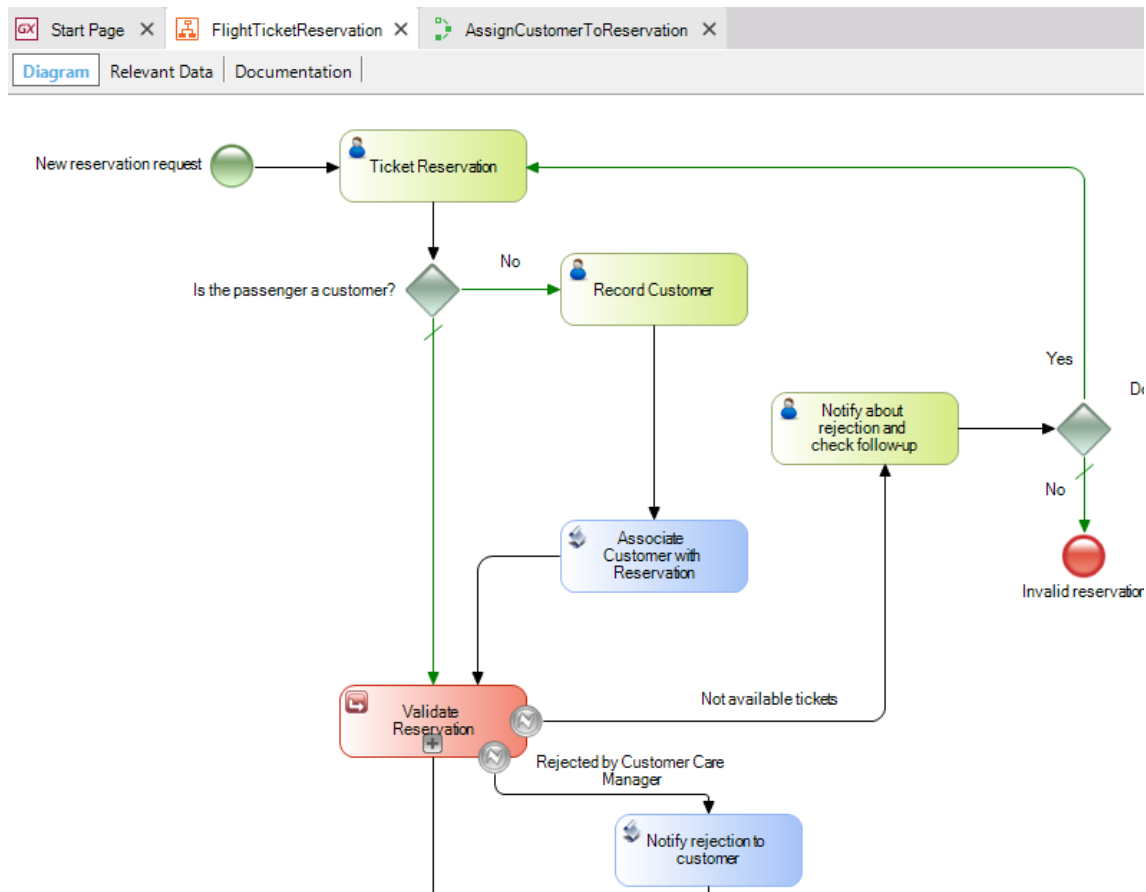 GX Start Page
FlightTicketReservation
AssignCustomerToReservation
Diagram
Relevant Data
Documentation
New reservation request
Ticket Reservation
No
Is the passenger a customer?
Record Customer
Yes
Notify about
rejection and
check follow-up
No
Associate
Customer with
Reservation
Invalid reservation
Validate
Reservation
Not available tickets
Rejected by Customer Care
Manager
Notify rejection to
customer